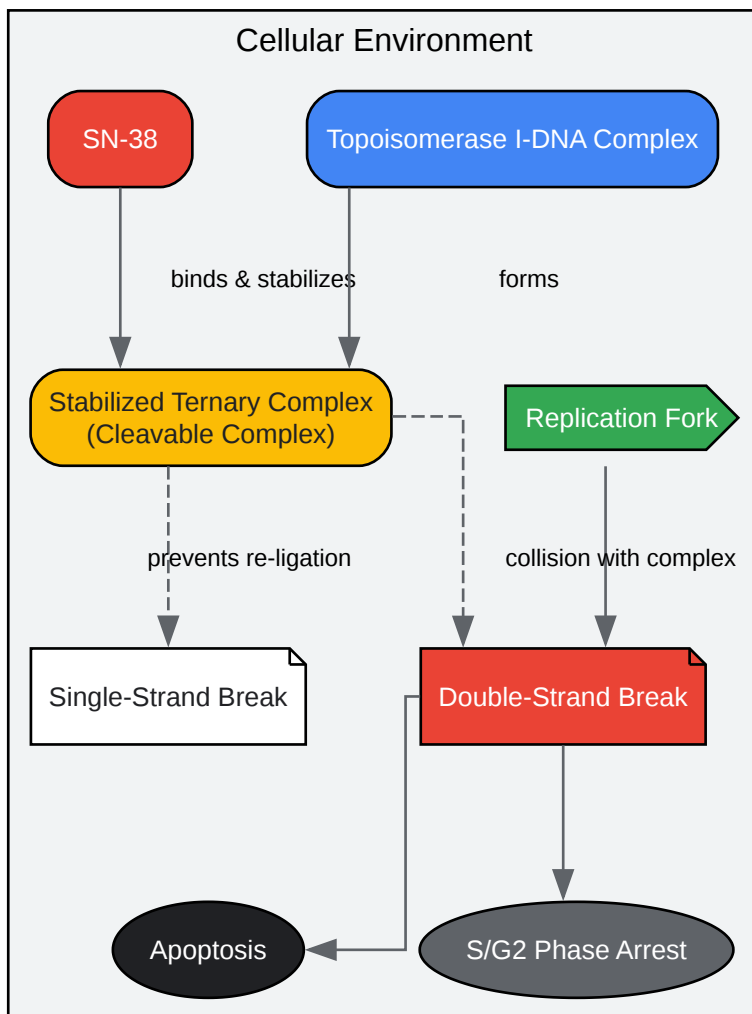 Cellular Environment
SN-38
Topoisomerase I-DNA Complex
binds & stabilizes
forms
Stabilized Ternary Complex
(Cleavable Complex)
Replication Fork
prevents re-ligation
collision with complex
Single-Strand Break
Double-Strand Break
Apoptosis
S/G2 Phase Arrest